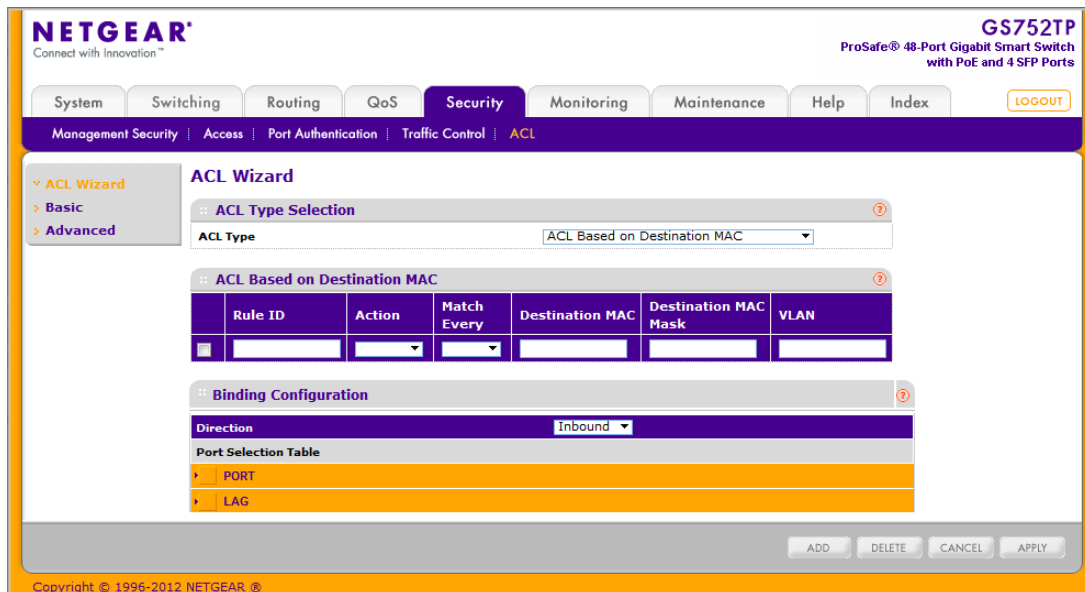 NETGEAR®
Connect with Innovation™
GS752TP
ProSafe® 48-Port Gigabit Smart Switch
with PoE and 4 SFP Ports
System
Switching
Routing
QoS
Security
Monitoring
Maintenance
Help
Index
LOGOUT
Management Security
Access
Port Authentication
Traffic Control
ACL
ACL Wizard
Basic
Advanced
ACL Wizard
ACL Type Selection
?
ACL Type
ACL Based on Destination MAC
ACL Based on Destination MAC
?
Rule ID
Action
Match
Every
Destination MAC
Destination MAC
Mask
VLAN
Binding Configuration
?
Direction
Inbound
Port Selection Table
PORT
LAG
ADD
DELETE
CANCEL
APPLY
Copyright © 1996-2012 NETGEAR ®